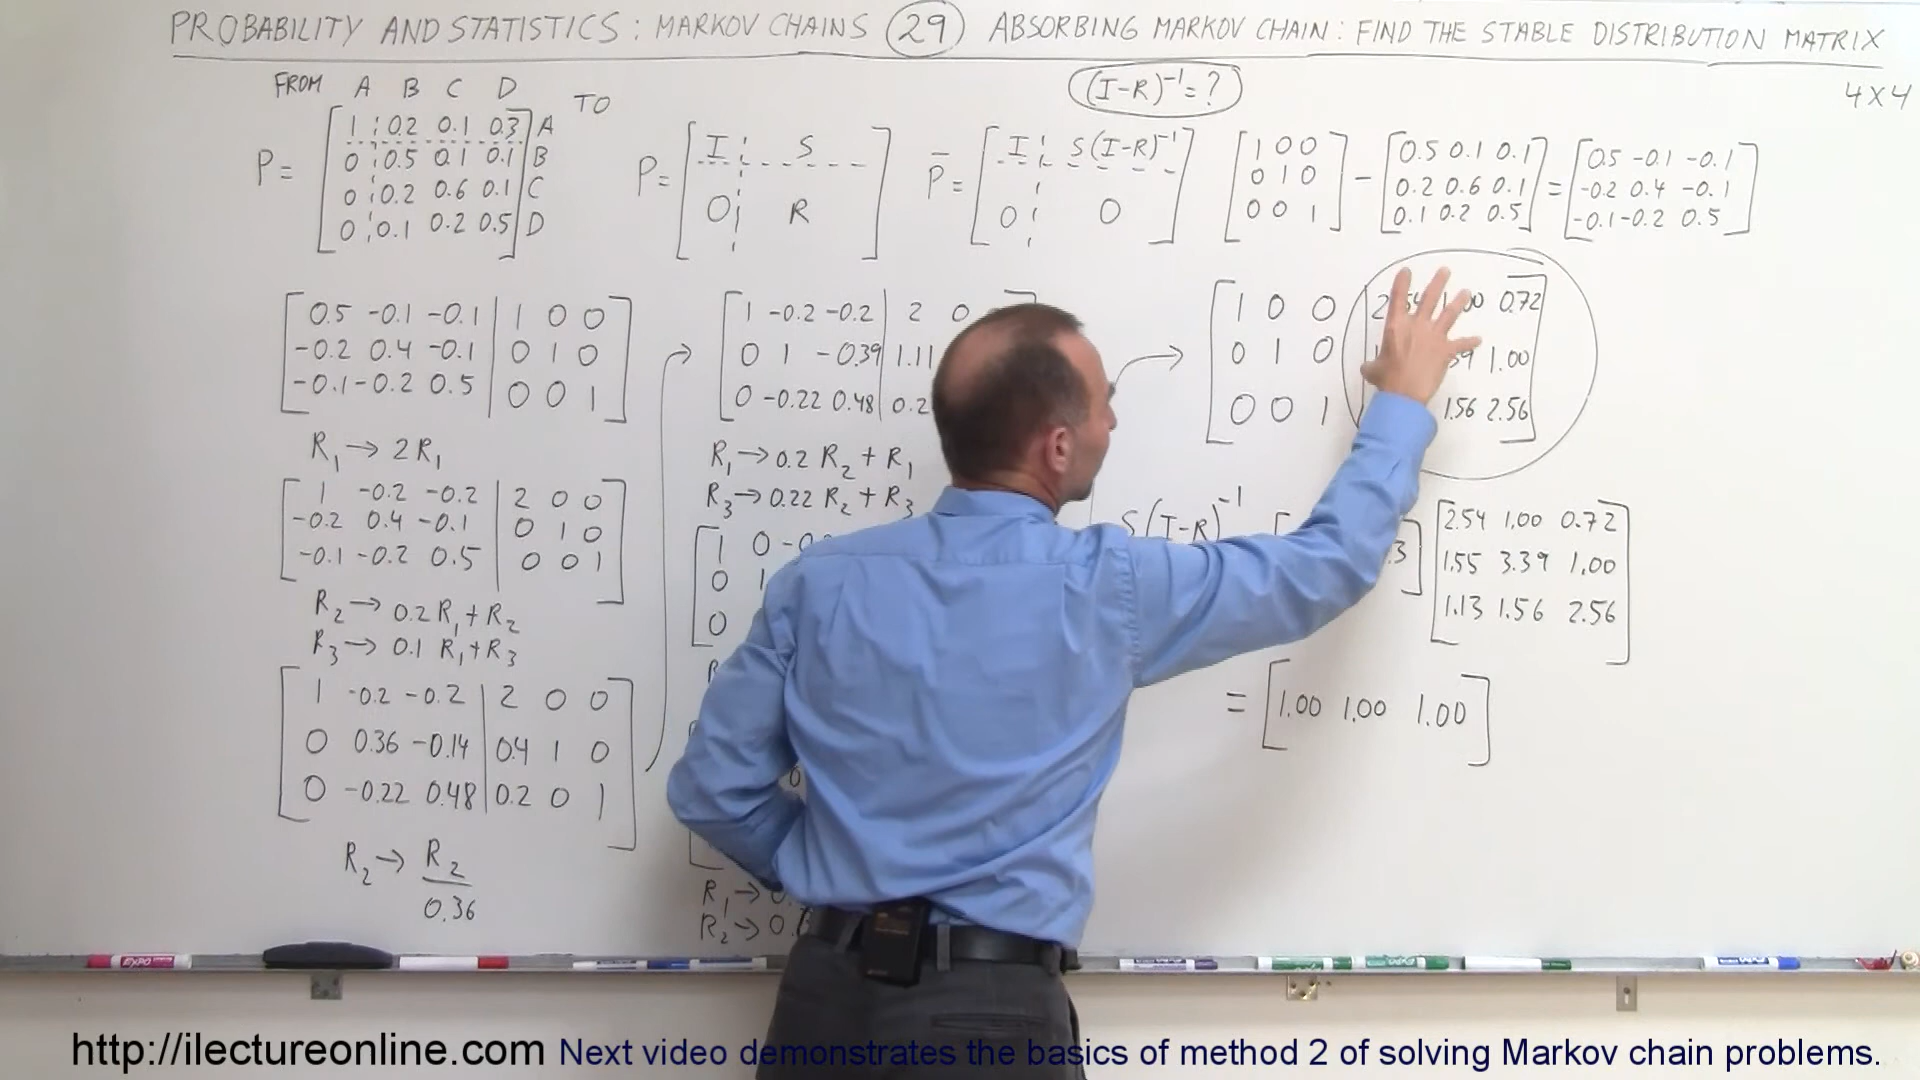 PROBABILITY AND STATISTICS: MARKOV CHAINS 29 ABSORBING MARKOV CHAIN: FIND THE STABLE DISTRIBUTION MATRIX
4X4
FROM A B C D TO
P=
1 0.2 0.1 0.3 A
0 0.5 0.1 0.1 B
0 0.2 0.6 0.1 C
0 0.1 0.2 0.5 D
P=
I S
O R
(I-R)⁻¹=?
P̅=
I S(I-R)⁻¹
O O
1 0 0
0 1 0
0 0 1
-
0.5 0.1 0.1
0.2 0.6 0.1
0.1 0.2 0.5
=
0.5 -0.1 -0.1
-0.2 0.4 -0.1
-0.1 -0.2 0.5
0.5 -0.1 -0.1 | 1 0 0
-0.2 0.4 -0.1 | 0 1 0
-0.1 -0.2 0.5 | 0 0 1
R₁→2R₁
1 -0.2 -0.2 | 2 0 0
-0.2 0.4 -0.1 | 0 1 0
-0.1 -0.2 0.5 | 0 0 1
R₂→0.2R₁+R₂
R₃→0.1 R₁+R₃
1 -0.2 -0.2 | 2 0 0
0 0.36 -0.14 | 0.4 1 0
0 -0.22 0.48 | 0.2 0 1
R₂→ R₂
0.36
1 -0.2 -0.2 | 2 0
0 1 -0.39 | 1.11
0 -0.22 0.48 | 0.2
R₁→0.2 R₂+R₁
R₃→0.22 R₂+R₃
1 0
0 1
0
R₁→
R₂→0.
1 0 0 | 1.00 0.72
0 1 0 | 1.00
0 0 1 | 1.56 2.56
S(I-R)⁻¹
2.54 1.00 0.72
1.55 3.39 1.00
1.13 1.56 2.56
= [1.00 1.00 1.00]
EXPO
http://ilectureonline.com Next video demonstrates the basics of method 2 of solving Markov chain problems.